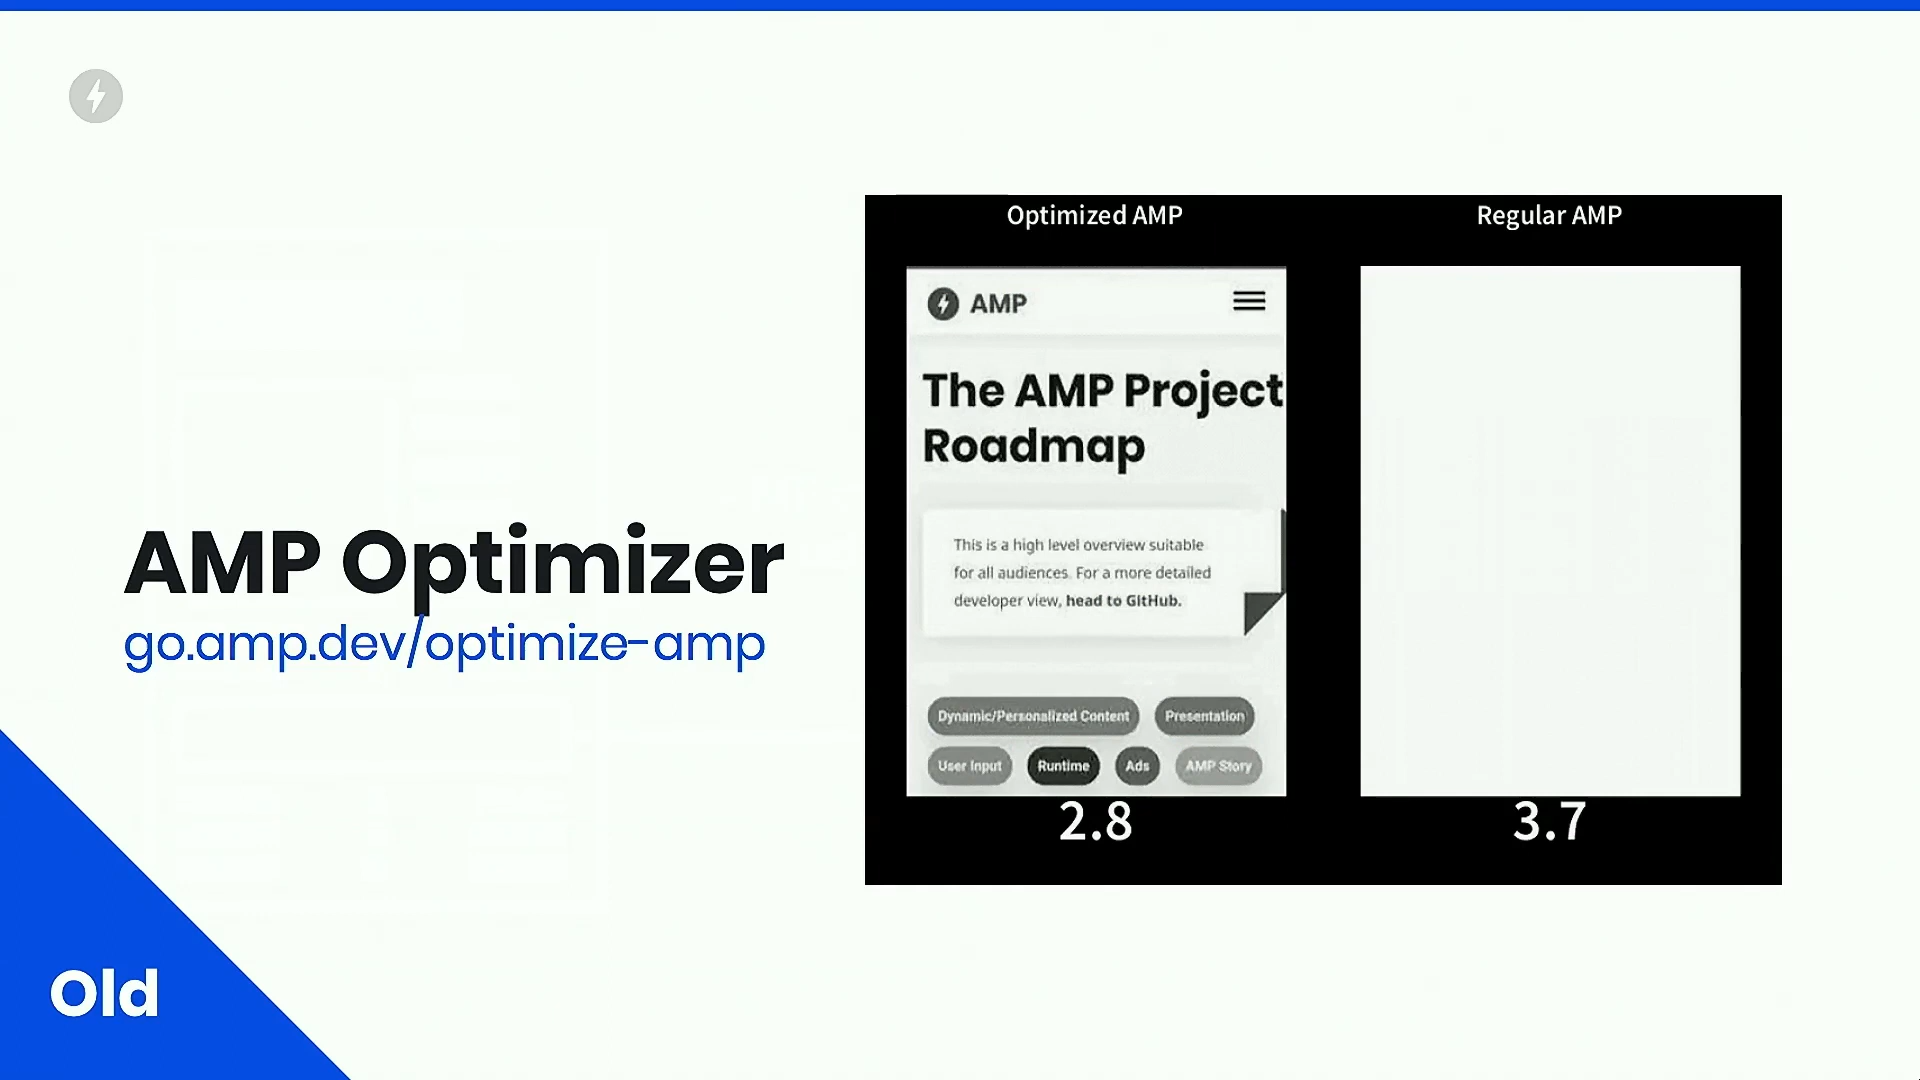 AMP Optimizer
go.amp.dev/optimize-amp
Old
Optimized AMP
Regular AMP
AMP
The AMP Project
Roadmap
This is a high level overview suitable
for all audiences. For a more detailed
developer view, head to GitHub.
Dynamic/Personalized Content
Presentation
User Input
Runtime
Ads
AMP Story
2.8
3.7